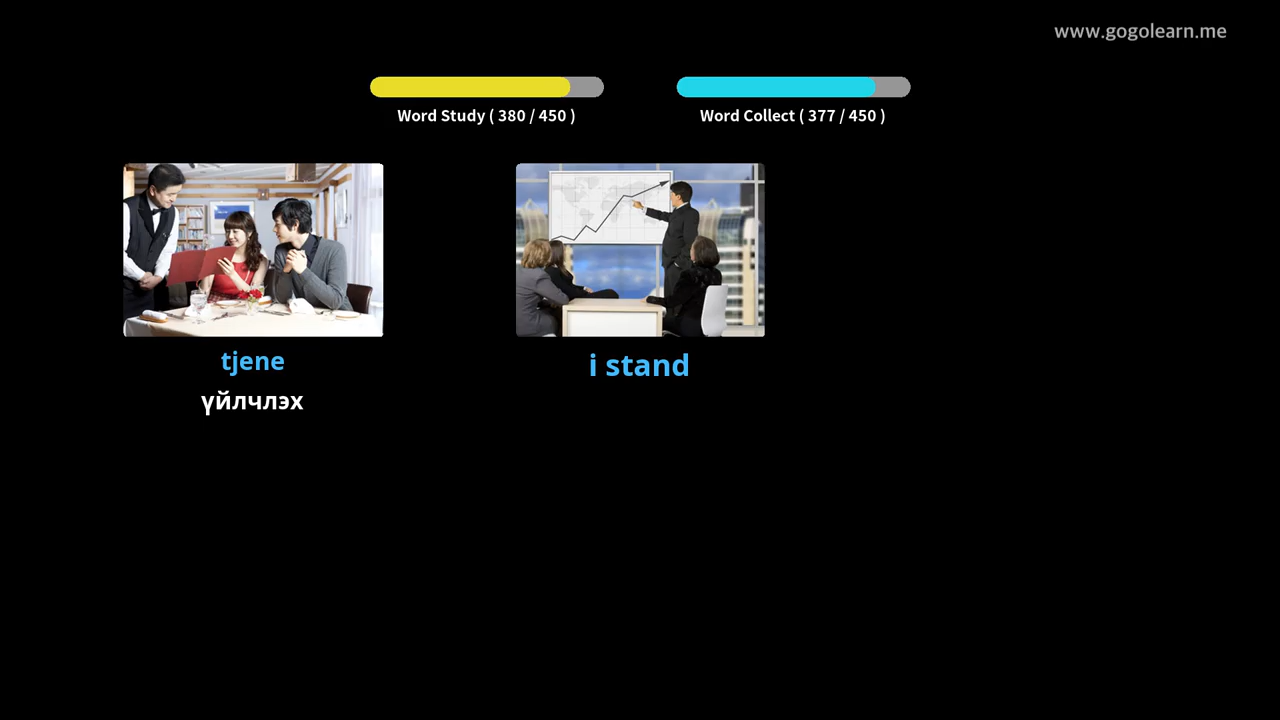 www.gogolearn.me
Word Study ( 380 / 450 )
Word Collect ( 377 / 450 )
tjene
үйлчлэх
i stand